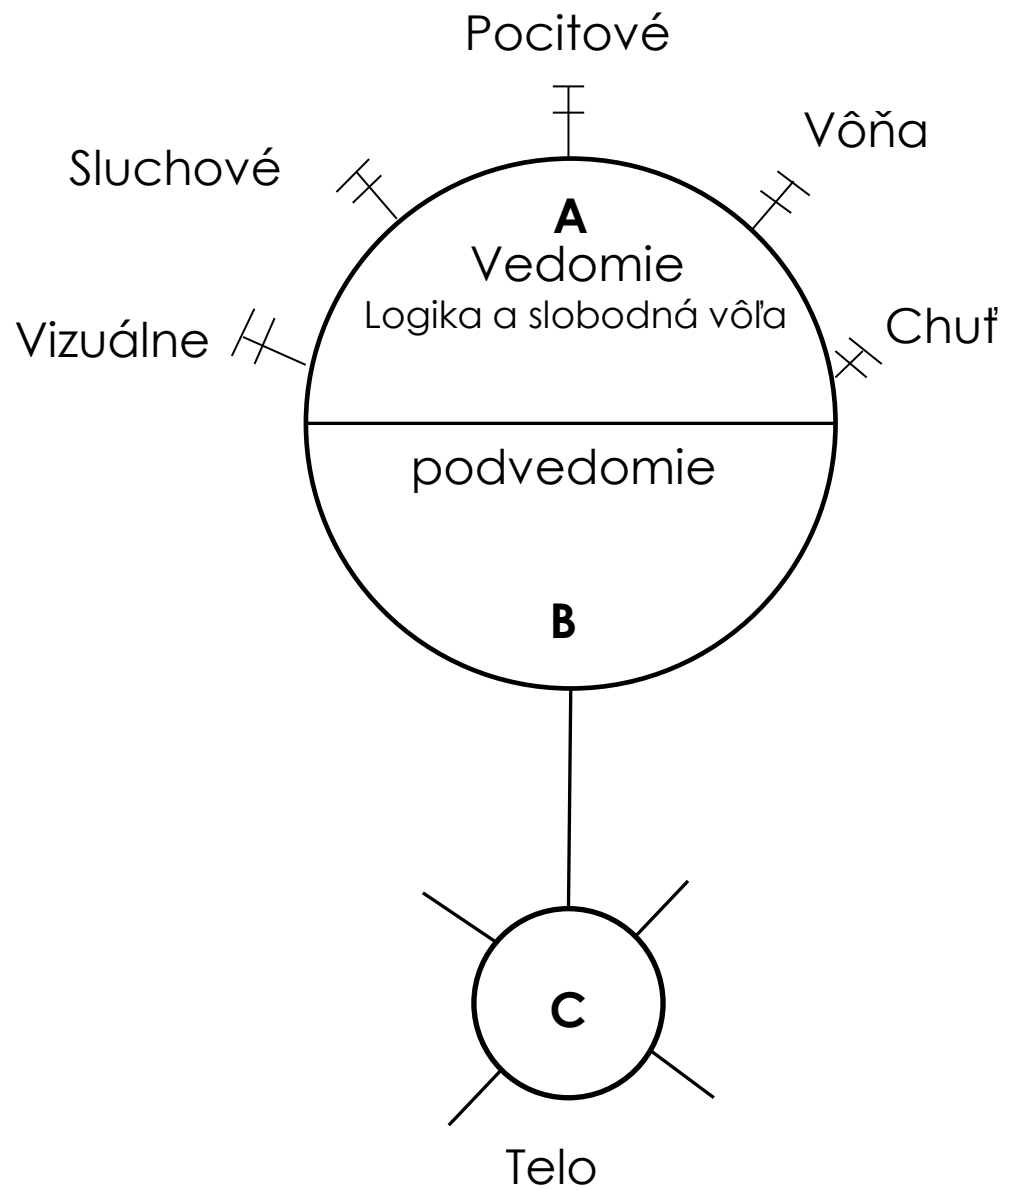 Pocitové
Vôňa
Sluchové
A
Vedomie
Logika a slobodná vôľa
Chuť
Vizuálne
podvedomie
B
C
Telo